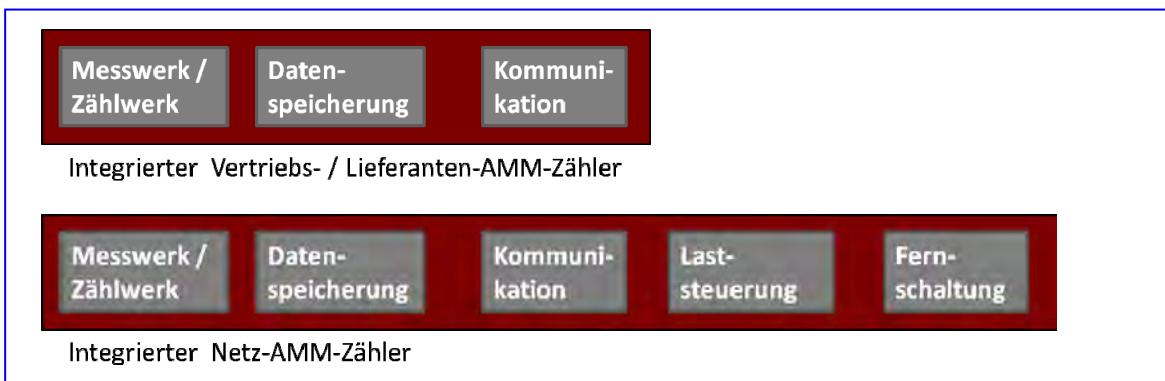 Messwerk / Daten- Kommuni-
Zählwerk speicherung kation
Integrierter Vertriebs- / Lieferanten-AMM-Zähler
Messwerk / Daten- Kommuni- Last- Fern-
Zählwerk speicherung kation steuerung schaltung
Integrierter Netz-AMM-Zähler